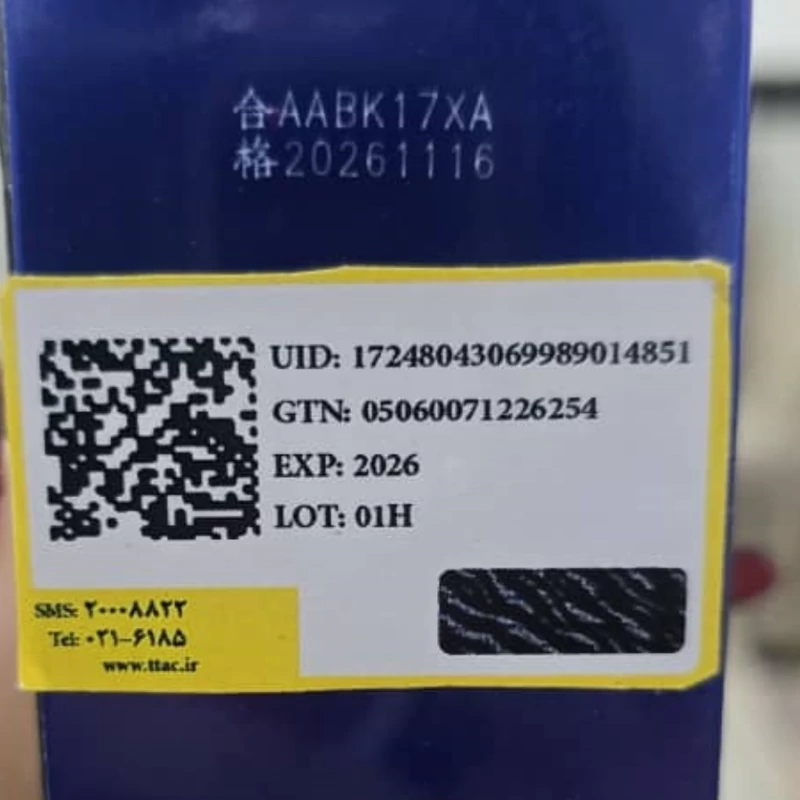 合AABK17XA
格20261116
UID: 17248043069989014851
GTN: 05060071226254
EXP: 2026
LOT: 01H
SMS: ۲۰۰۰۸۸۲۲
Tel: ۰۲۱-۶۱۸۵
www.ttac.ir